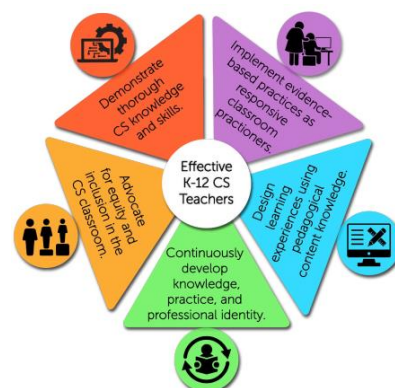 Demonstrate
thorough
CS knowledge
and skills.
Implement evidence-
based practices as
responsive
classroom
practioners.
Effective
K-12 CS
Teachers
Advocate
for equity and
inclusion in the
CS classroom.
Design
learning
experiences using
pedagogical
content knowledge.
Continuously
develop
knowledge,
practice, and
professional identity.